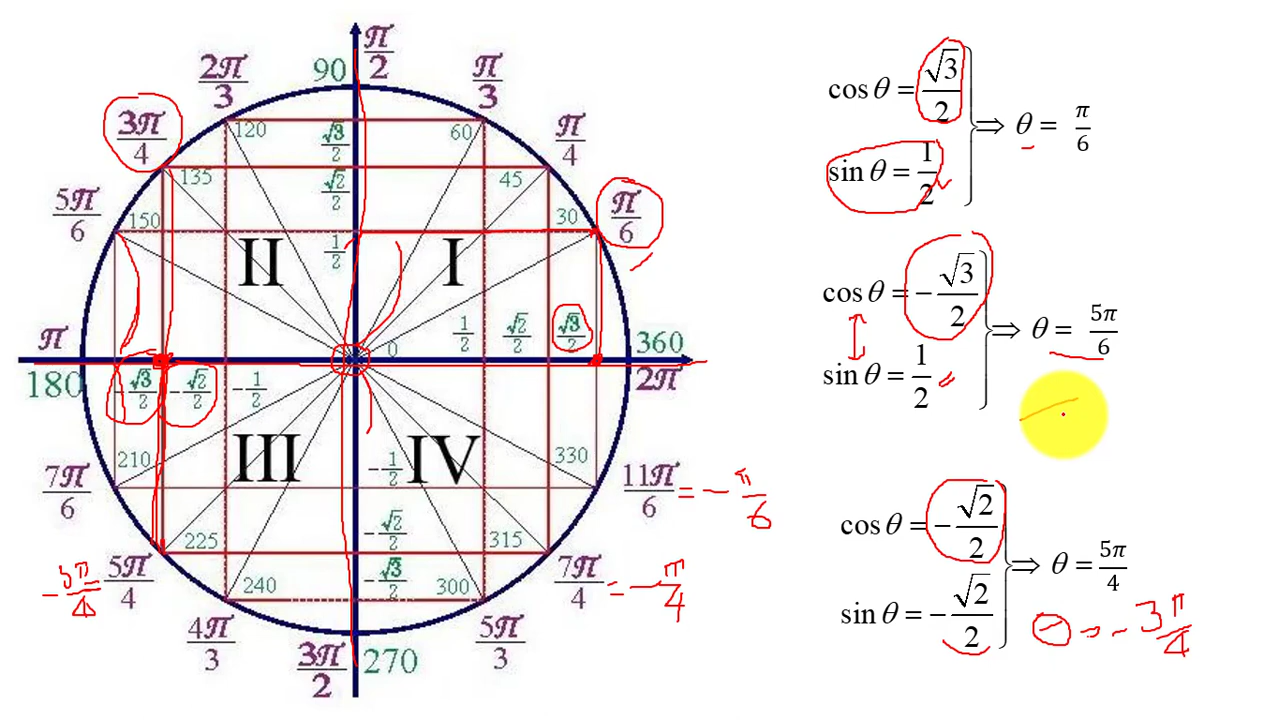 π/2
90
2π/3
π/3
120
60
√3/2
3π/4
π/4
135
45
√2/2
5π/6
π/6
150
30
1/2
II
I
π
0
1/2
√2/2
√3/2
360
180
-√3/2
-√2/2
-1/2
2π
III
IV
-1/2
210
330
7π/6
11π/6 = -π/6
-√2/2
225
315
-3π/4
5π/4
7π/4 = -π/4
-√3/2
240
300
4π/3
5π/3
3π/2
270
cos θ = √3/2
sin θ = 1/2
⇒ θ = π/6
cos θ = -√3/2
sin θ = 1/2
⇒ θ = 5π/6
cos θ = -√2/2
sin θ = -√2/2
⇒ θ = 5π/4
θ = -3π/4